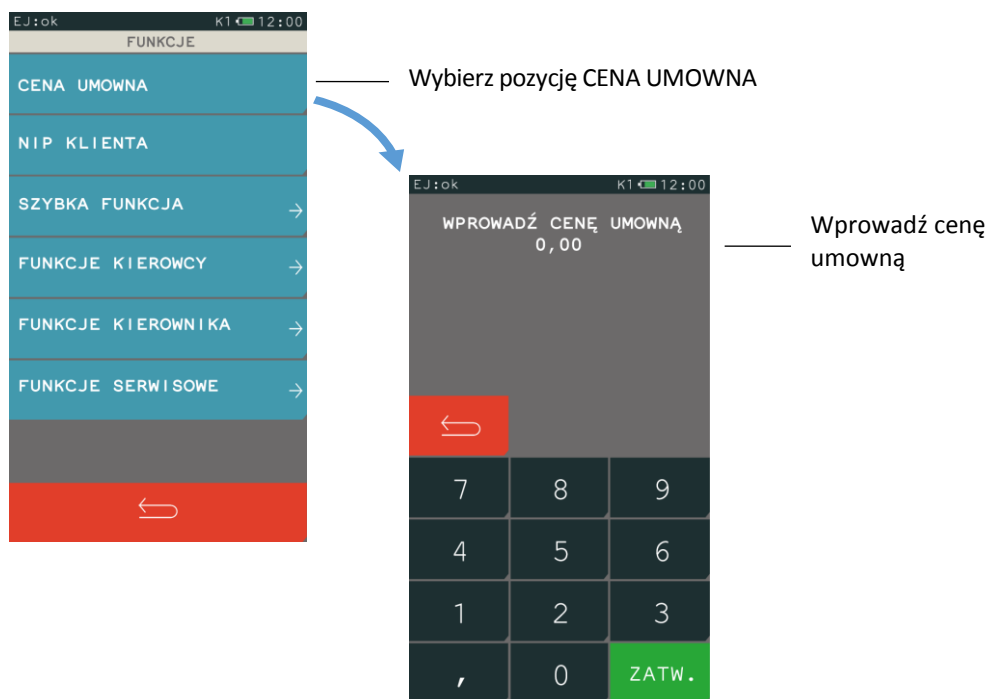 EJ:ok K1 12:00
FUNKCJE
CENA UMOWNA
NIP KLIENTA
SZYBKA FUNKCJA →
FUNKCJE KIEROWCY →
FUNKCJE KIEROWNIKA →
FUNKCJE SERWISOWE →
Wybierz pozycję CENA UMOWNA
EJ:ok K1 12:00
WPROWADŹ CENĘ UMOWNĄ
0,00
7 8 9
4 5 6
1 2 3
, 0 ZATW.
Wprowadź cenę
umowną